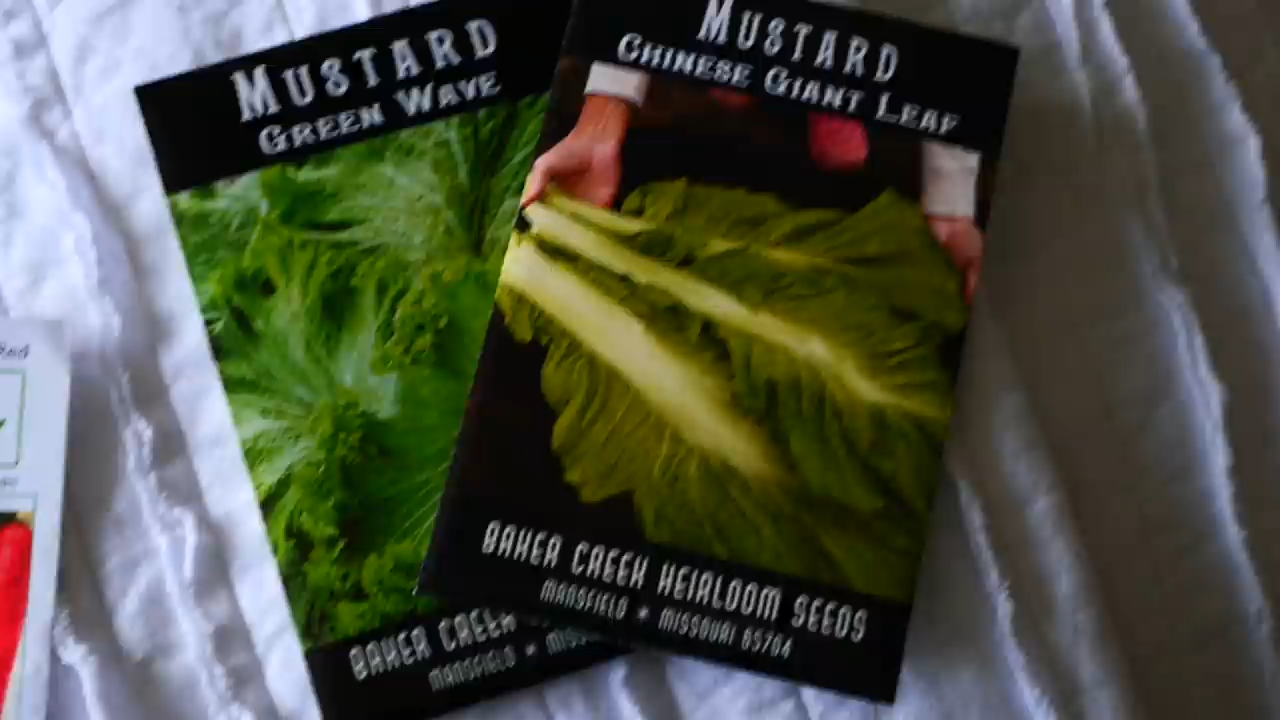 MUSTARD
GREEN WAVE
BAKER CREEK
MANSFIELD ★
MUSTARD
CHINESE GIANT LEAF
BAKER CREEK HEIRLOOM SEEDS
MANSFIELD ★ MISSOURI 65704